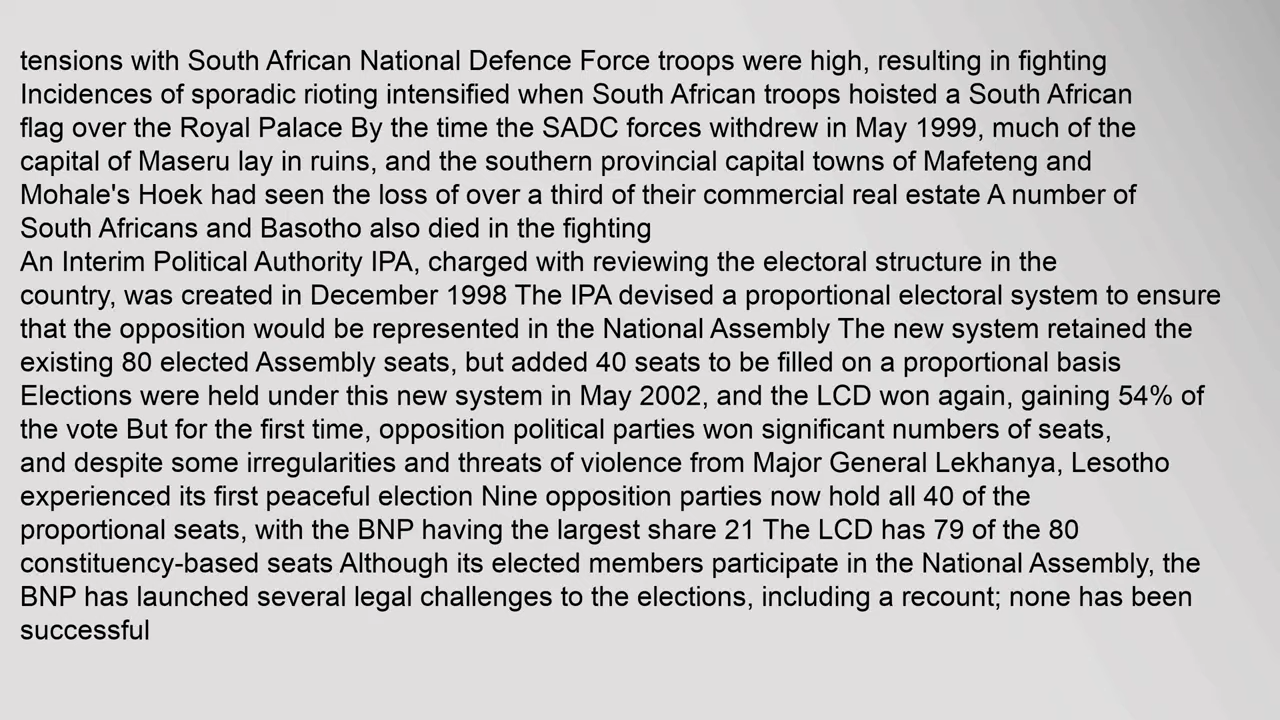 tensions with South African National Defence Force troops were high, resulting in fighting
Incidences of sporadic rioting intensified when South African troops hoisted a South African
flag over the Royal Palace By the time the SADC forces withdrew in May 1999, much of the
capital of Maseru lay in ruins, and the southern provincial capital towns of Mafeteng and
Mohale's Hoek had seen the loss of over a third of their commercial real estate A number of
South Africans and Basotho also died in the fighting
An Interim Political Authority IPA, charged with reviewing the electoral structure in the
country, was created in December 1998 The IPA devised a proportional electoral system to ensure
that the opposition would be represented in the National Assembly The new system retained the
existing 80 elected Assembly seats, but added 40 seats to be filled on a proportional basis
Elections were held under this new system in May 2002, and the LCD won again, gaining 54% of
the vote But for the first time, opposition political parties won significant numbers of seats,
and despite some irregularities and threats of violence from Major General Lekhanya, Lesotho
experienced its first peaceful election Nine opposition parties now hold all 40 of the
proportional seats, with the BNP having the largest share 21 The LCD has 79 of the 80
constituency-based seats Although its elected members participate in the National Assembly, the
BNP has launched several legal challenges to the elections, including a recount; none has been
successful